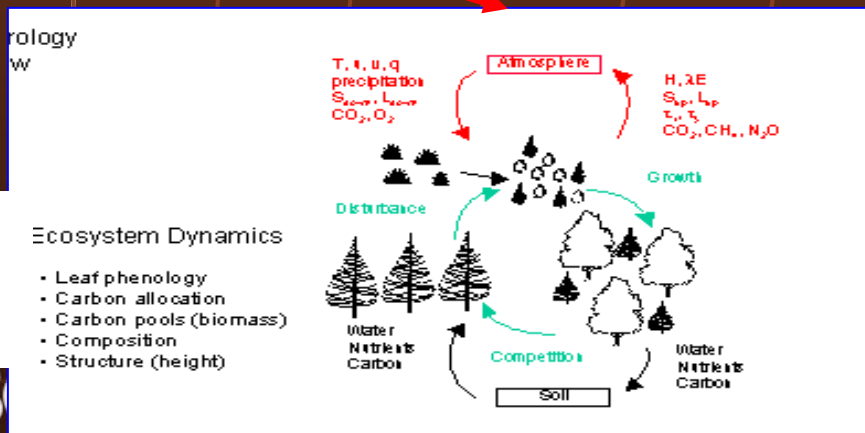 rology
w
T, u, q
precipitation
CO₂, O₂
Atmosphere
H, λE
CO₂, CH₄, N₂O
Growth
Disturbance
Ecosystem Dynamics
- Leaf phenology
- Carbon allocation
- Carbon pools (biomass)
- Composition
- Structure (height)
Water
Nutrients
Carbon
Competition
Water
Nutrients
Carbon
Soil